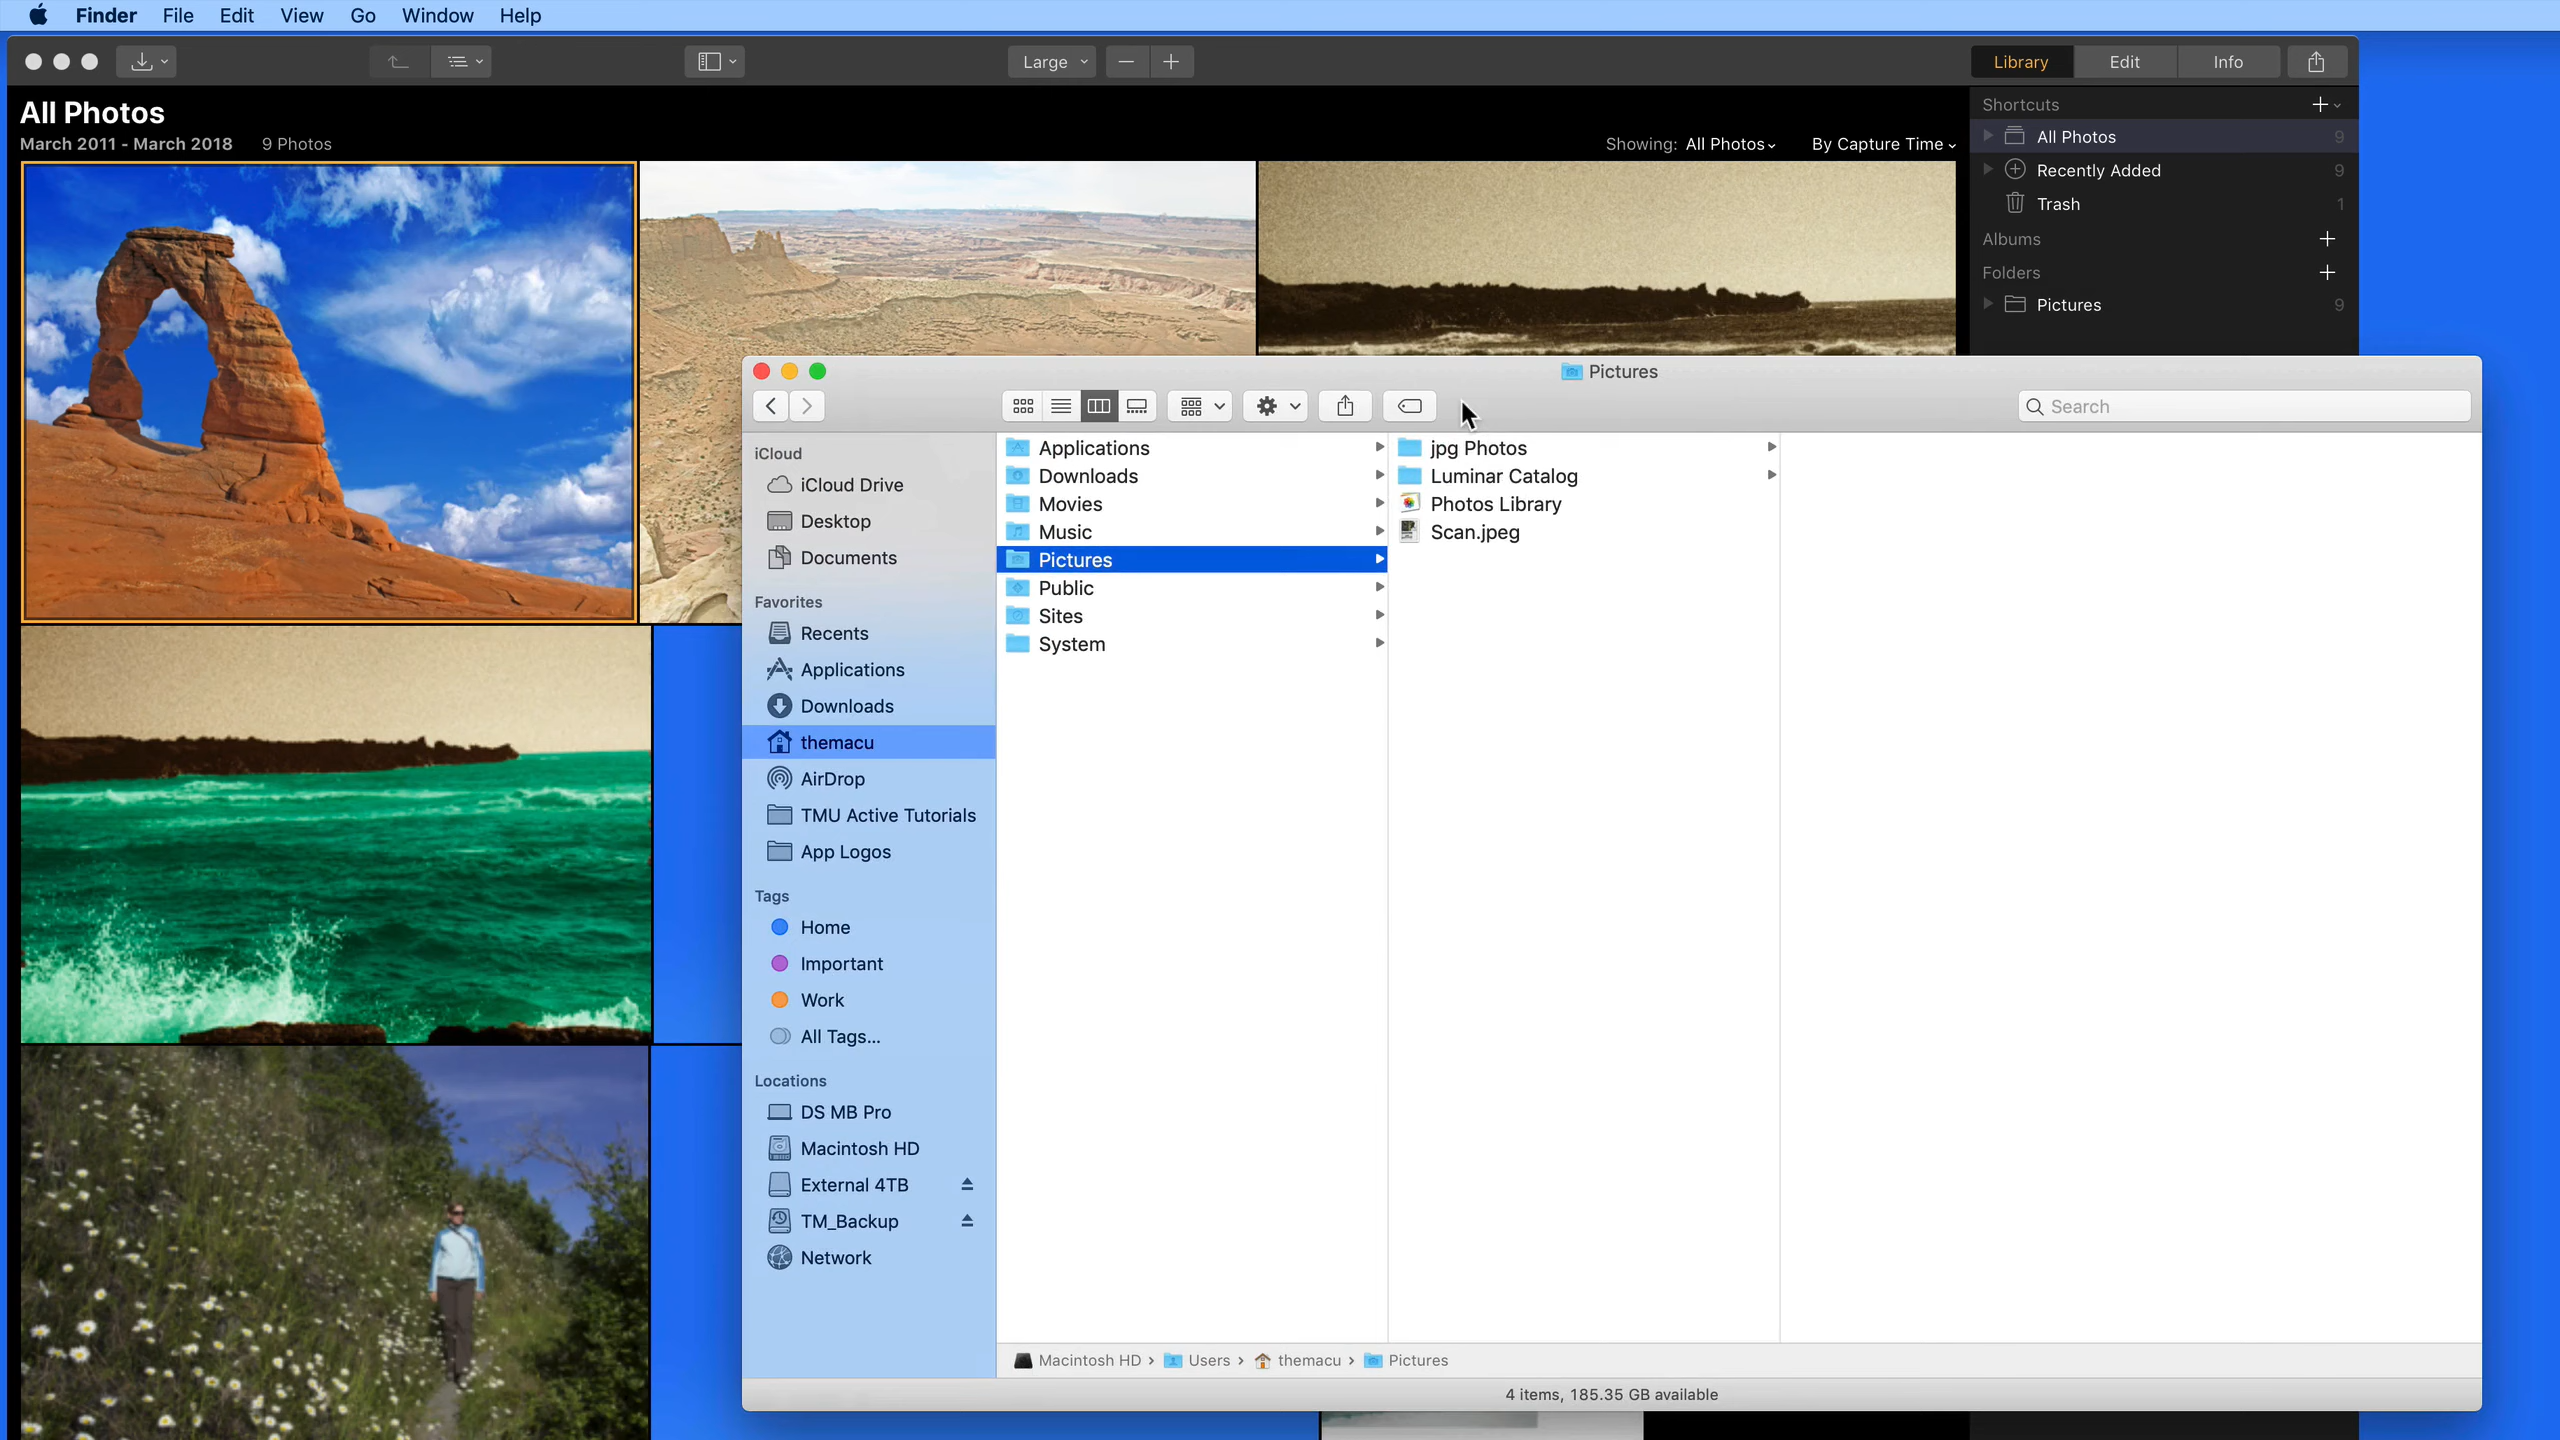 Finder File Edit View Go Window Help
Large
Library Edit Info
All Photos
March 2011 - March 2018 9 Photos
Showing: All Photos By Capture Time
Shortcuts
All Photos 9
Recently Added 9
Trash 1
Albums
Folders
Pictures 9
Pictures
Search
iCloud
iCloud Drive
Desktop
Documents
Favorites
Recents
Applications
Downloads
themacu
AirDrop
TMU Active Tutorials
App Logos
Tags
Home
Important
Work
All Tags...
Locations
DS MB Pro
Macintosh HD
External 4TB
TM_Backup
Network
Applications
Downloads
Movies
Music
Pictures
Public
Sites
System
jpg Photos
Luminar Catalog
Photos Library
Scan.jpeg
Macintosh HD › Users › themacu › Pictures
4 items, 185.35 GB available